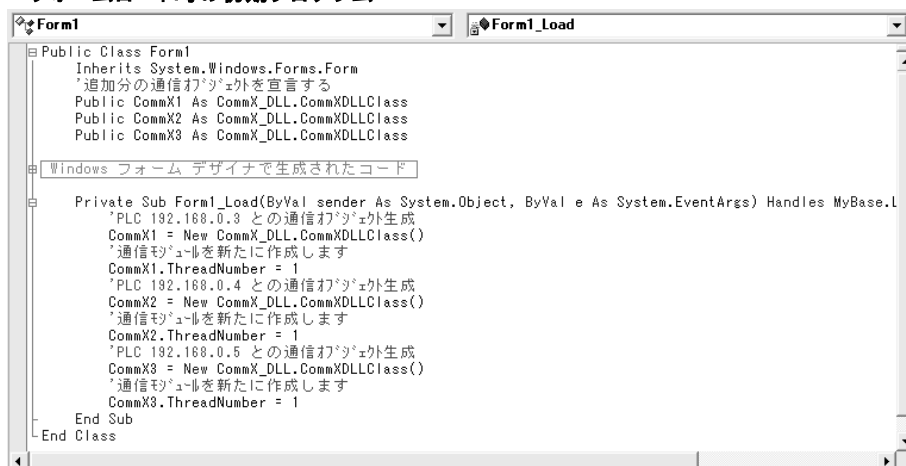 Form1 Form1_Load
Public Class Form1
Inherits System.Windows.Forms.Form
'追加分の通信ｵﾌﾞｼﾞｪｸﾄを宣言する
Public CommX1 As CommX_DLL.CommXDLLClass
Public CommX2 As CommX_DLL.CommXDLLClass
Public CommX3 As CommX_DLL.CommXDLLClass
Windows フォーム デザイナで生成されたコード
Private Sub Form1_Load(ByVal sender As System.Object, ByVal e As System.EventArgs) Handles MyBase.L
'PLC 192.168.0.3 との通信ｵﾌﾞｼﾞｪｸﾄ生成
CommX1 = New CommX_DLL.CommXDLLClass()
'通信ﾓｼﾞｭｰﾙを新たに作成します
CommX1.ThreadNumber = 1
'PLC 192.168.0.4 との通信ｵﾌﾞｼﾞｪｸﾄ生成
CommX2 = New CommX_DLL.CommXDLLClass()
'通信ﾓｼﾞｭｰﾙを新たに作成します
CommX2.ThreadNumber = 1
'PLC 192.168.0.5 との通信ｵﾌﾞｼﾞｪｸﾄ生成
CommX3 = New CommX_DLL.CommXDLLClass()
'通信ﾓｼﾞｭｰﾙを新たに作成します
CommX3.ThreadNumber = 1
End Sub
End Class